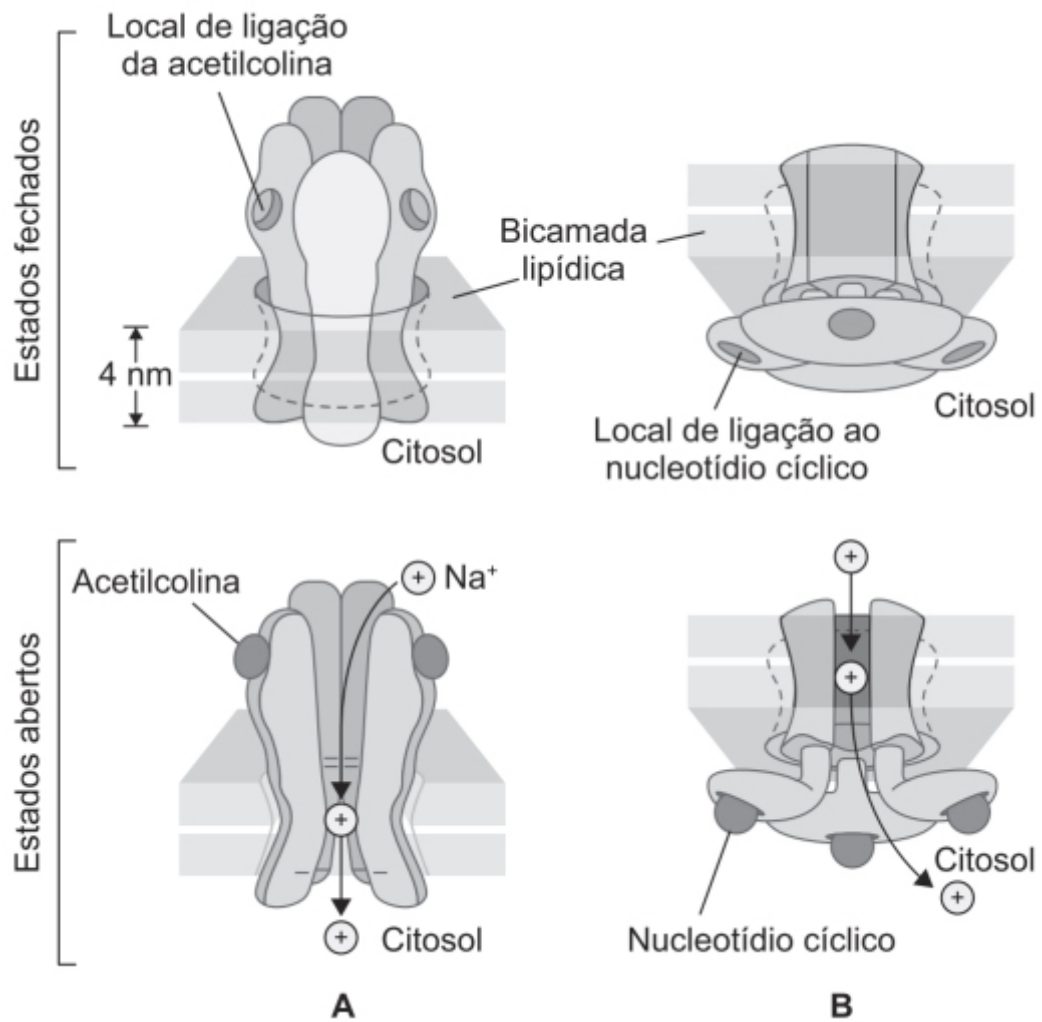 Estados fechados
Local de ligação
da acetilcolina
Bicamada
lipídica
4 nm
Citosol
Local de ligação ao
nucleotídio cíclico
Citosol
Estados abertos
Acetilcolina
+ Na⁺
+
+
Citosol
+
+
Citosol
+
Nucleotídio cíclico
A
B